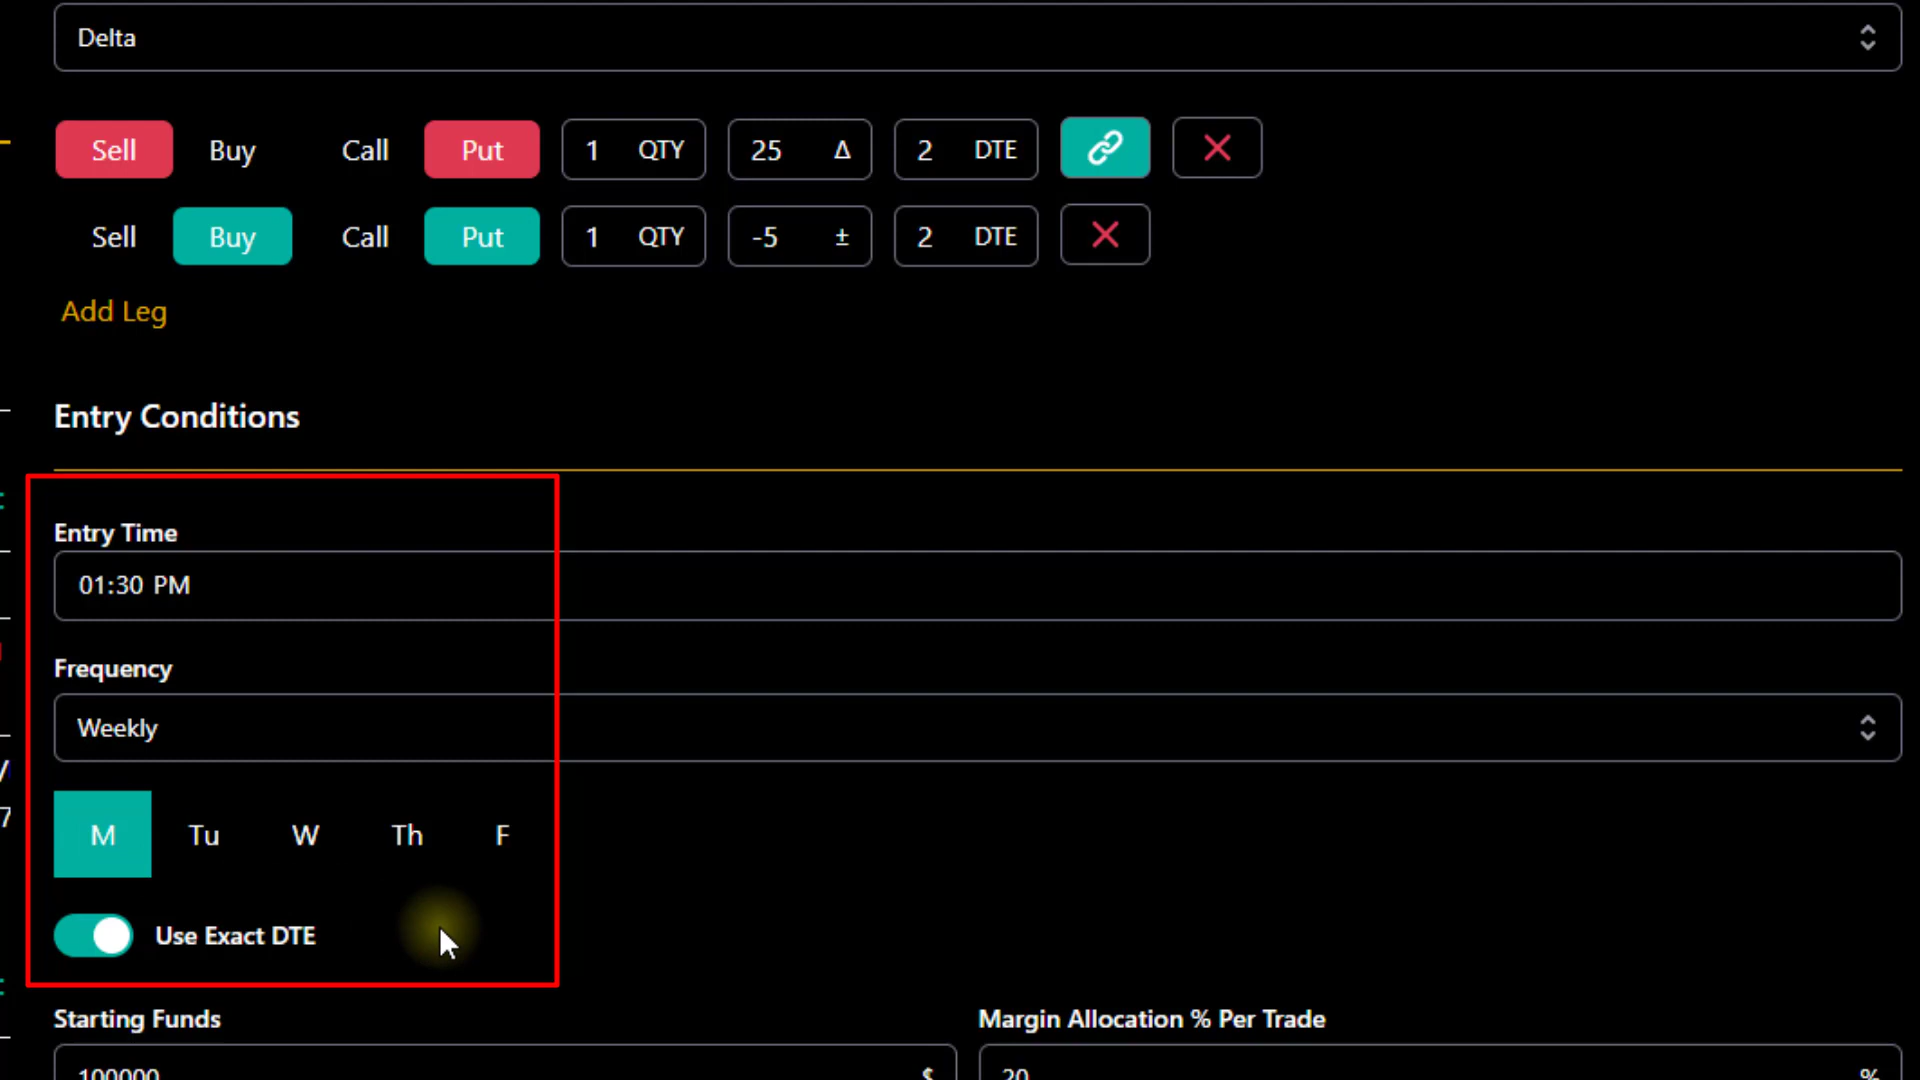 Delta
Sell Buy Call Put 1 QTY 25 Δ 2 DTE
Sell Buy Call Put 1 QTY -5 ± 2 DTE
Add Leg
Entry Conditions
Entry Time
01:30 PM
Frequency
Weekly
M Tu W Th F
Use Exact DTE
Starting Funds Margin Allocation % Per Trade
100000 $ 20 %